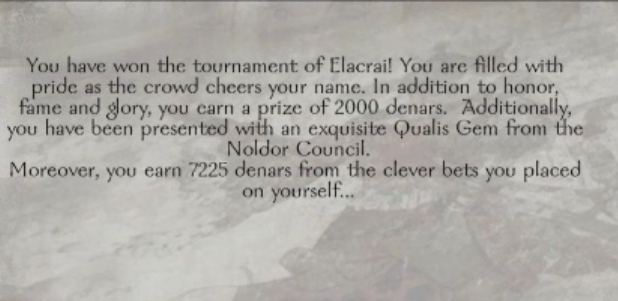 You have won the tournament of Elacrai! You are filled with
pride as the crowd cheers your name. In addition to honor,
fame and glory, you earn a prize of 2000 denars.  Additionally,
you have been presented with an exquisite Qualis Gem from the
Noldor Council.
Moreover, you earn 7225 denars from the clever bets you placed
on yourself...